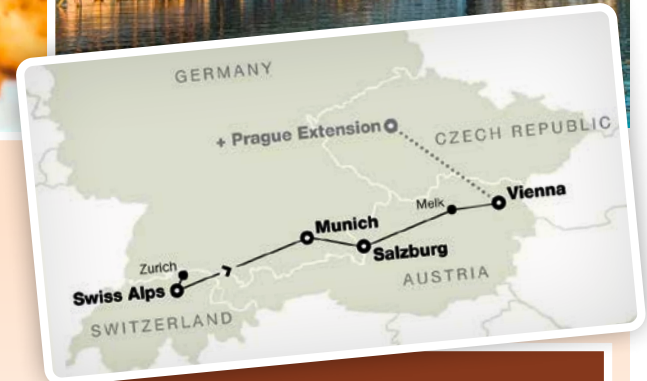 GERMANY
+ Prague Extension
CZECH REPUBLIC
Vienna
Melk
Munich
Salzburg
Zurich
Swiss Alps
AUSTRIA
SWITZERLAND